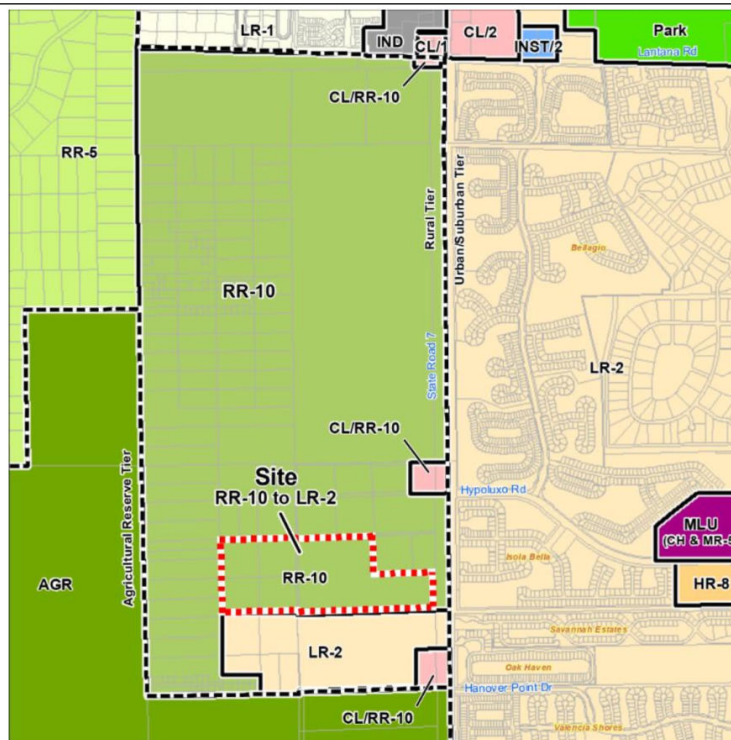 LR-1
IND
CL/1
CL/2
INST/2
Park
Lantana Rd
CL/RR-10
RR-5
Rural Tier
Urban/Suburban Tier
Bellagio
RR-10
State Road 7
LR-2
CL/RR-10
Site
RR-10 to LR-2
Hypoluxo Rd
Agricultural Reserve Tier
MLU
(CH & MR-5
Isola Bella
AGR
RR-10
HR-8
Savannah Estates
LR-2
Oak Haven
Hanover Point Dr
CL/RR-10
Valencia Shores